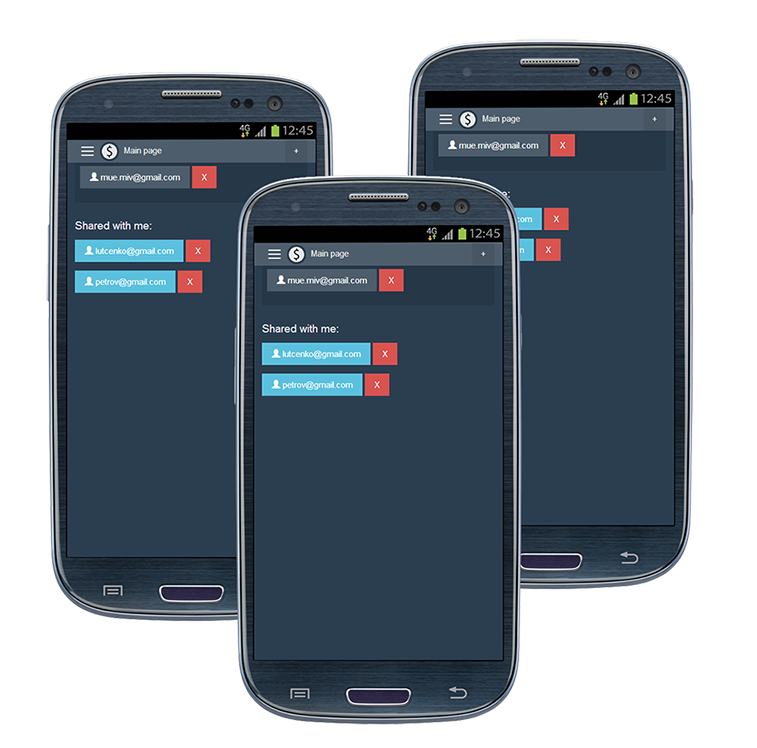 4G 12:45
$ Main page +
mue.miv@gmail.com X
Shared with me:
lutcenko@gmail.com X
petrov@gmail.com X
4G 12:45
$ Main page +
mue.miv@gmail.com X
e:
com X
n X
4G 12:45
$ Main page +
mue.miv@gmail.com X
Shared with me:
lutcenko@gmail.com X
petrov@gmail.com X